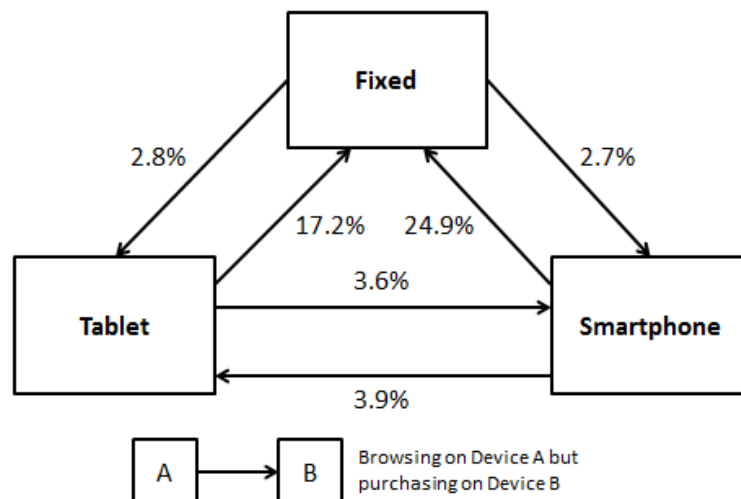 Fixed
2.8%
2.7%
17.2%
24.9%
Tablet
3.6%
Smartphone
3.9%
A
B
Browsing on Device A but
purchasing on Device B